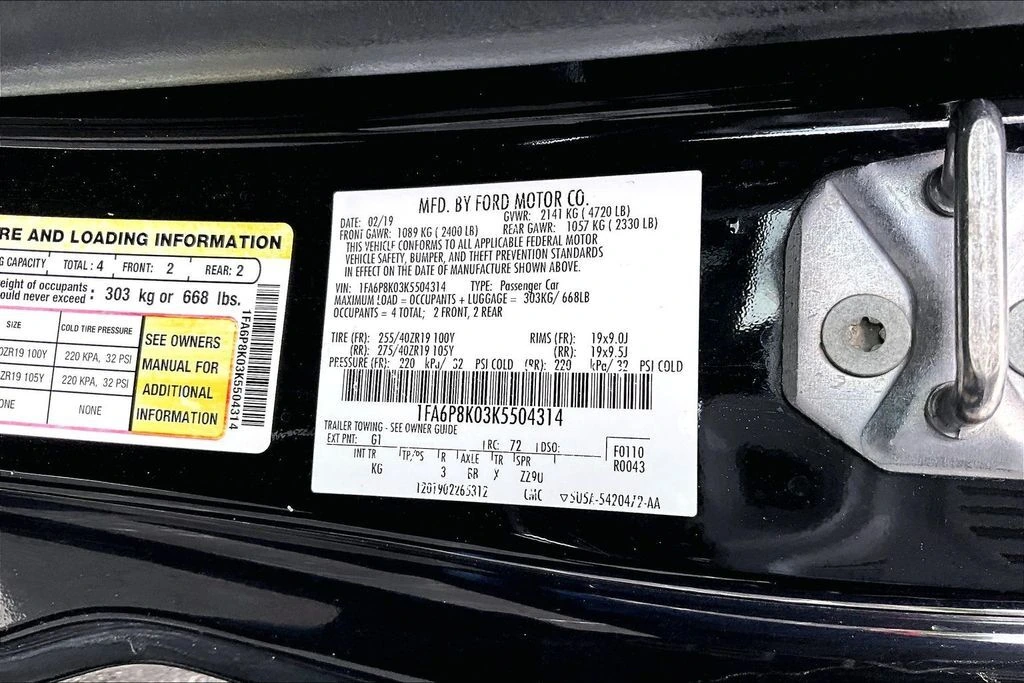 RE AND LOADING INFORMATION
G CAPACITY TOTAL: 4 FRONT: 2 REAR: 2
eight of occupants
ould never exceed : 303 kg or 668 lbs.
SIZE COLD TIRE PRESSURE
0ZR19 100Y 220 KPA, 32 PSI
ZR19 105Y 220 KPA, 32 PSI
ONE NONE
SEE OWNERS
MANUAL FOR
ADDITIONAL
INFORMATION
1FA6P8K03K5504314
MFD. BY FORD MOTOR CO.
DATE: 02/19 GVWR: 2141 KG ( 4720 LB)
FRONT GAWR: 1089 KG ( 2400 LB) REAR GAWR: 1057 KG ( 2330 LB)
THIS VEHICLE CONFORMS TO ALL APPLICABLE FEDERAL MOTOR
VEHICLE SAFETY, BUMPER, AND THEFT PREVENTION STANDARDS
IN EFFECT ON THE DATE OF MANUFACTURE SHOWN ABOVE.
VIN: 1FA6P8K03K5504314 TYPE: Passenger Car
MAXIMUM LOAD = OCCUPANTS + LUGGAGE = 303KG/ 668LB
OCCUPANTS = 4 TOTAL; 2 FRONT, 2 REAR
TIRE (FR): 255/40ZR19 100Y RIMS (FR): 19x9.0J
(RR): 275/40ZR19 105Y (RR): 19x9.5J
PRESSURE (FR): 220 kPa/ 32 PSI COLD (RR): 220 kPa/ 32 PSI COLD
1FA6P8K03K5504314
TRAILER TOWING - SEE OWNER GUIDE
EXT PNT: G1 RC: 72 DSO:
INT TR TP/PS R AXLE TR SPR
KG 3 BR X ZZ9U
F0110
R0043